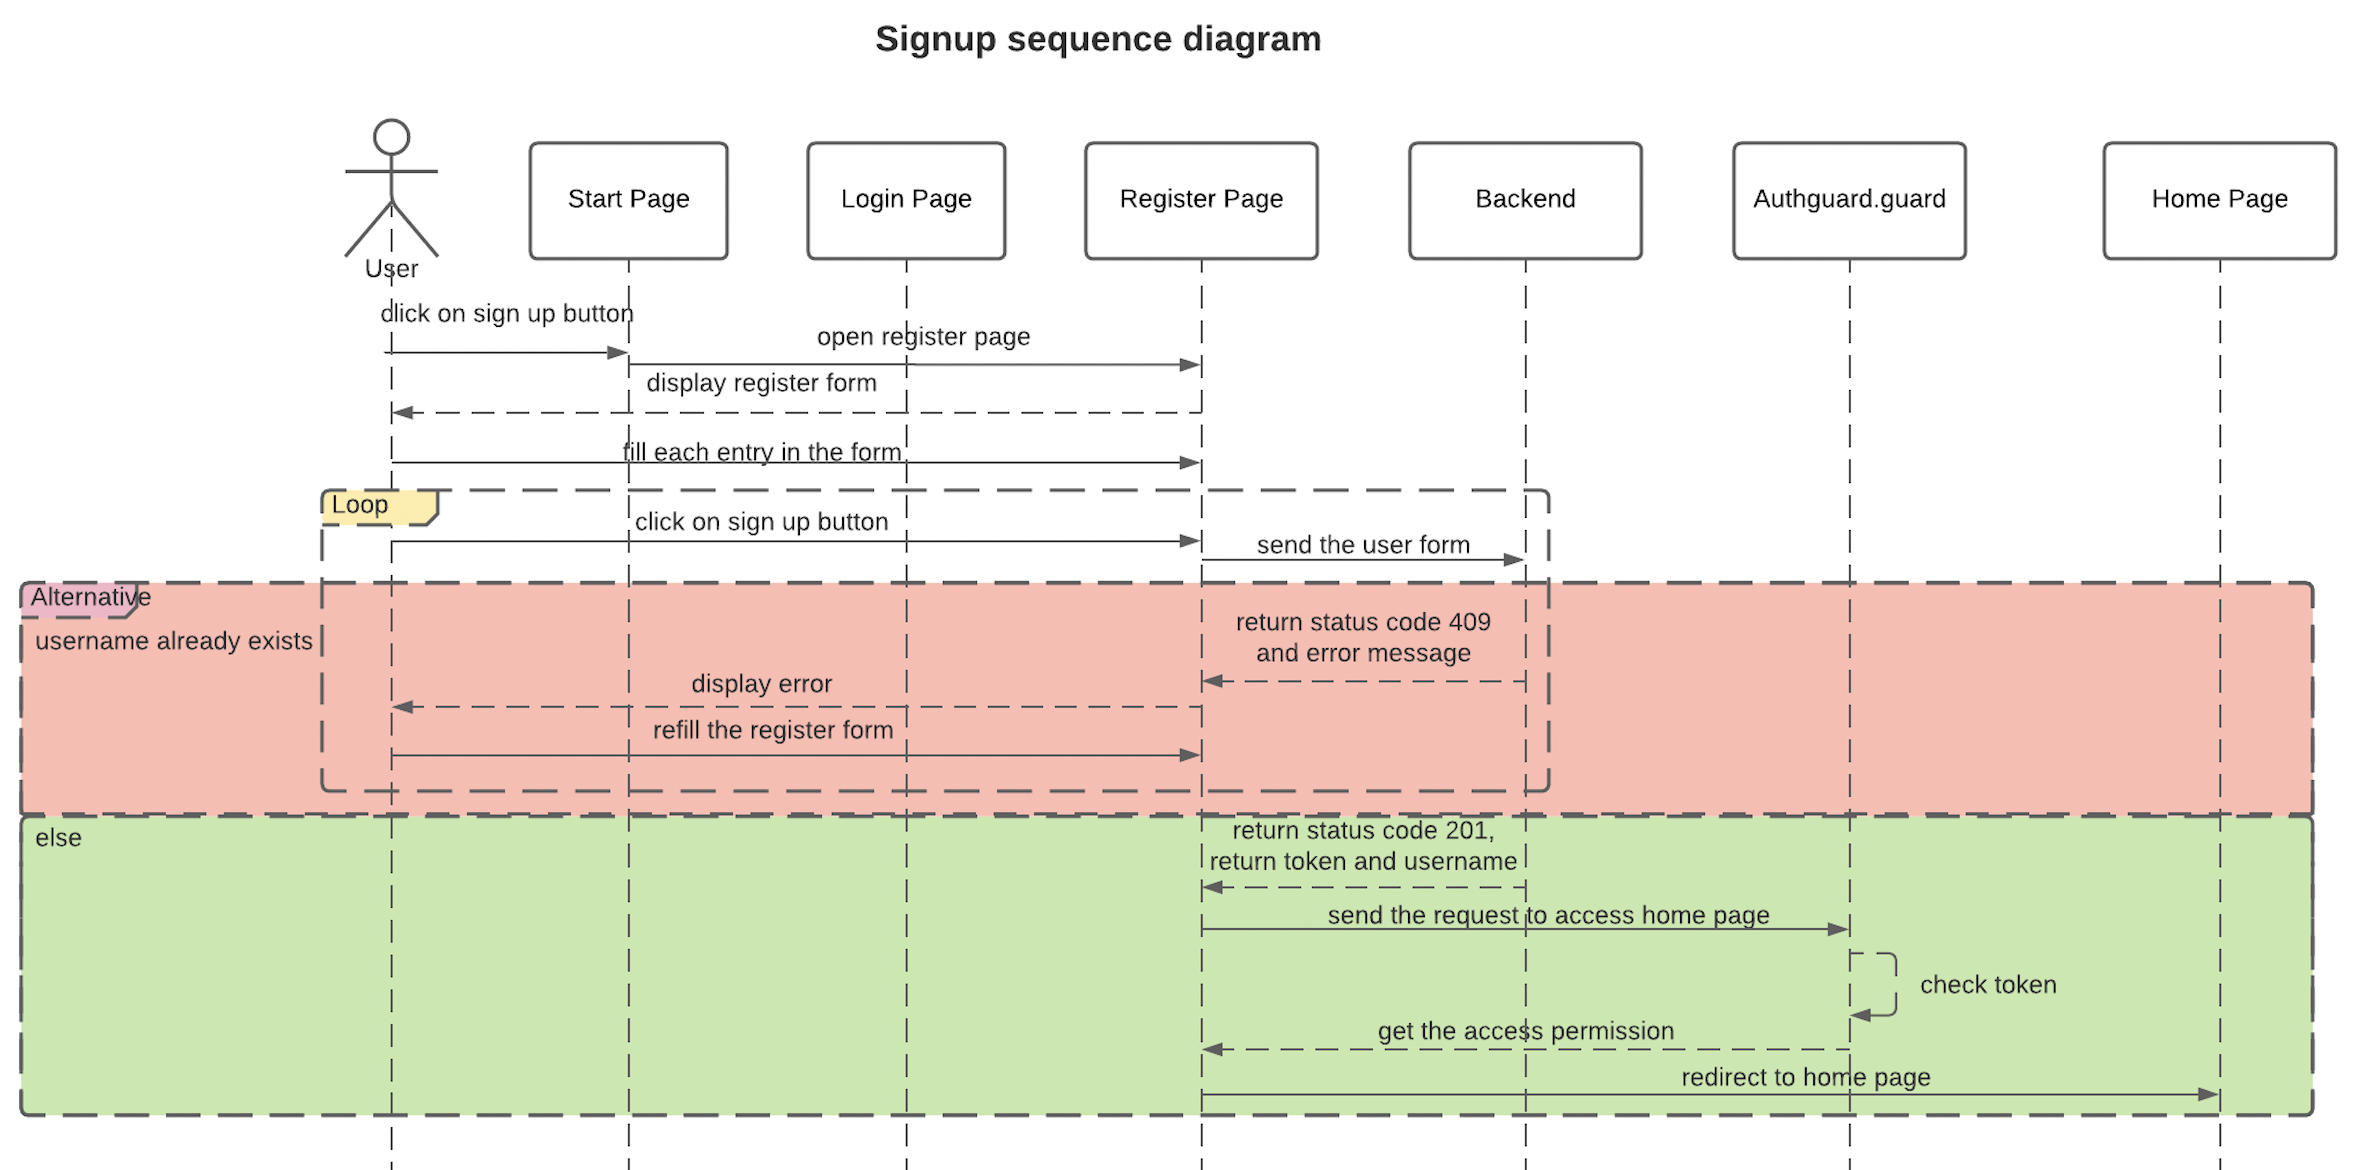 Signup sequence diagram
User
Start Page
Login Page
Register Page
Backend
Authguard.guard
Home Page
click on sign up button
open register page
display register form
fill each entry in the form
Loop
click on sign up button
send the user form
Alternative
username already exists
return status code 409
and error message
display error
refill the register form
else
return status code 201,
return token and username
send the request to access home page
check token
get the access permission
redirect to home page